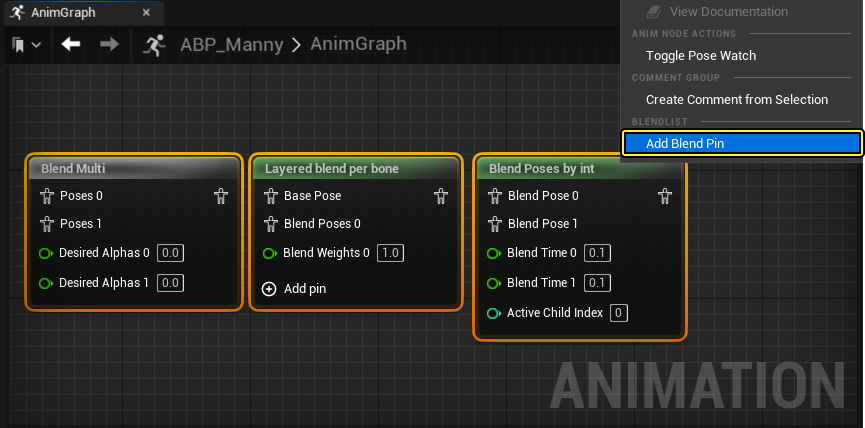 AnimGraph
ABP_Manny > AnimGraph
View Documentation
ANIM NODE ACTIONS
Toggle Pose Watch
COMMENT GROUP
Create Comment from Selection
BLENDLIST
Add Blend Pin
Blend Multi
Poses 0
Poses 1
Desired Alphas 0 0.0
Desired Alphas 1 0.0
Layered blend per bone
Base Pose
Blend Poses 0
Blend Weights 0 1.0
Add pin
Blend Poses by int
Blend Pose 0
Blend Pose 1
Blend Time 0 0.1
Blend Time 1 0.1
Active Child Index 0
ANIMATION